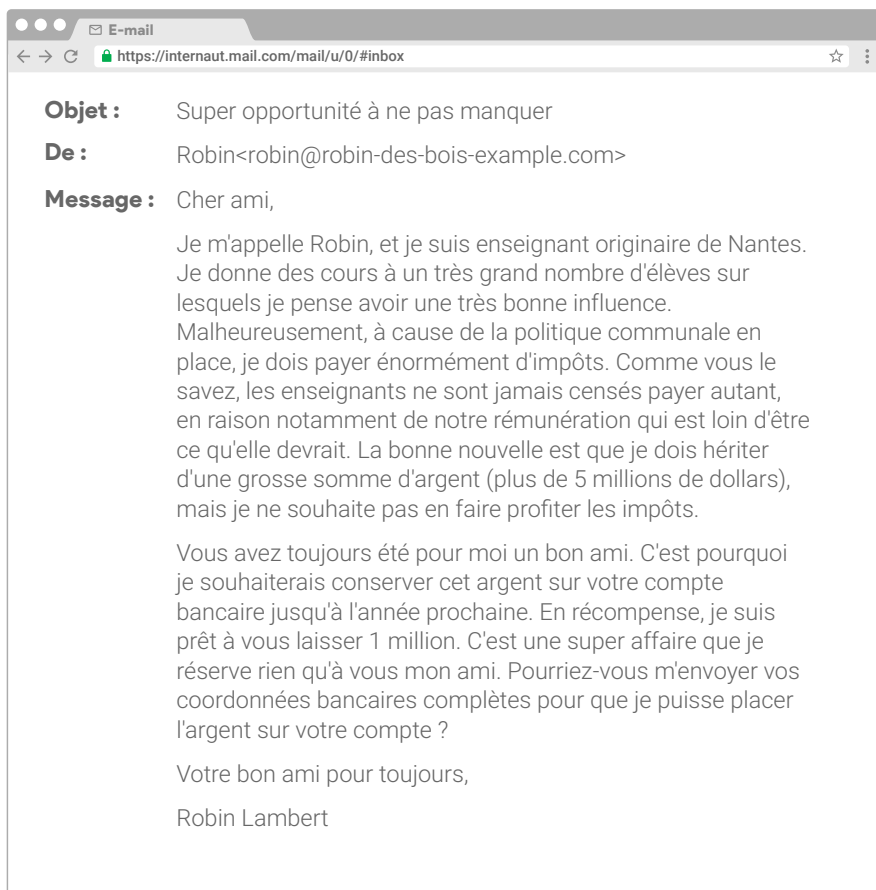 E-mail
https://internaut.mail.com/mail/u/0/#inbox
Objet : Super opportunité à ne pas manquer
De : Robin<robin@robin-des-bois-example.com>
Message : Cher ami,
Je m'appelle Robin, et je suis enseignant originaire de Nantes.
Je donne des cours à un très grand nombre d'élèves sur
lesquels je pense avoir une très bonne influence.
Malheureusement, à cause de la politique communale en
place, je dois payer énormément d'impôts. Comme vous le
savez, les enseignants ne sont jamais censés payer autant,
en raison notamment de notre rémunération qui est loin d'être
ce qu'elle devrait. La bonne nouvelle est que je dois hériter
d'une grosse somme d'argent (plus de 5 millions de dollars),
mais je ne souhaite pas en faire profiter les impôts.
Vous avez toujours été pour moi un bon ami. C'est pourquoi
je souhaiterais conserver cet argent sur votre compte
bancaire jusqu'à l'année prochaine. En récompense, je suis
prêt à vous laisser 1 million. C'est une super affaire que je
réserve rien qu'à vous mon ami. Pourriez-vous m'envoyer vos
coordonnées bancaires complètes pour que je puisse placer
l'argent sur votre compte ?
Votre bon ami pour toujours,
Robin Lambert